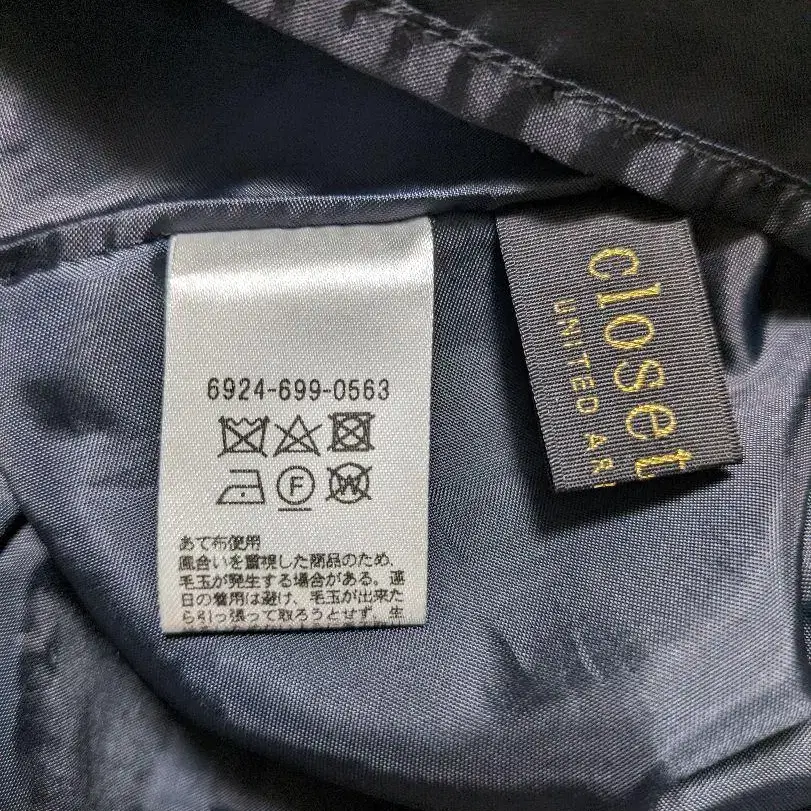 6924-699-0563
F
W
あて布使用
風合いを重視した商品のため、
毛玉が発生する場合がある。連
日の着用は避け、毛玉が出来た
ら引っ張って取ろうとせず、生
closet
UNITED